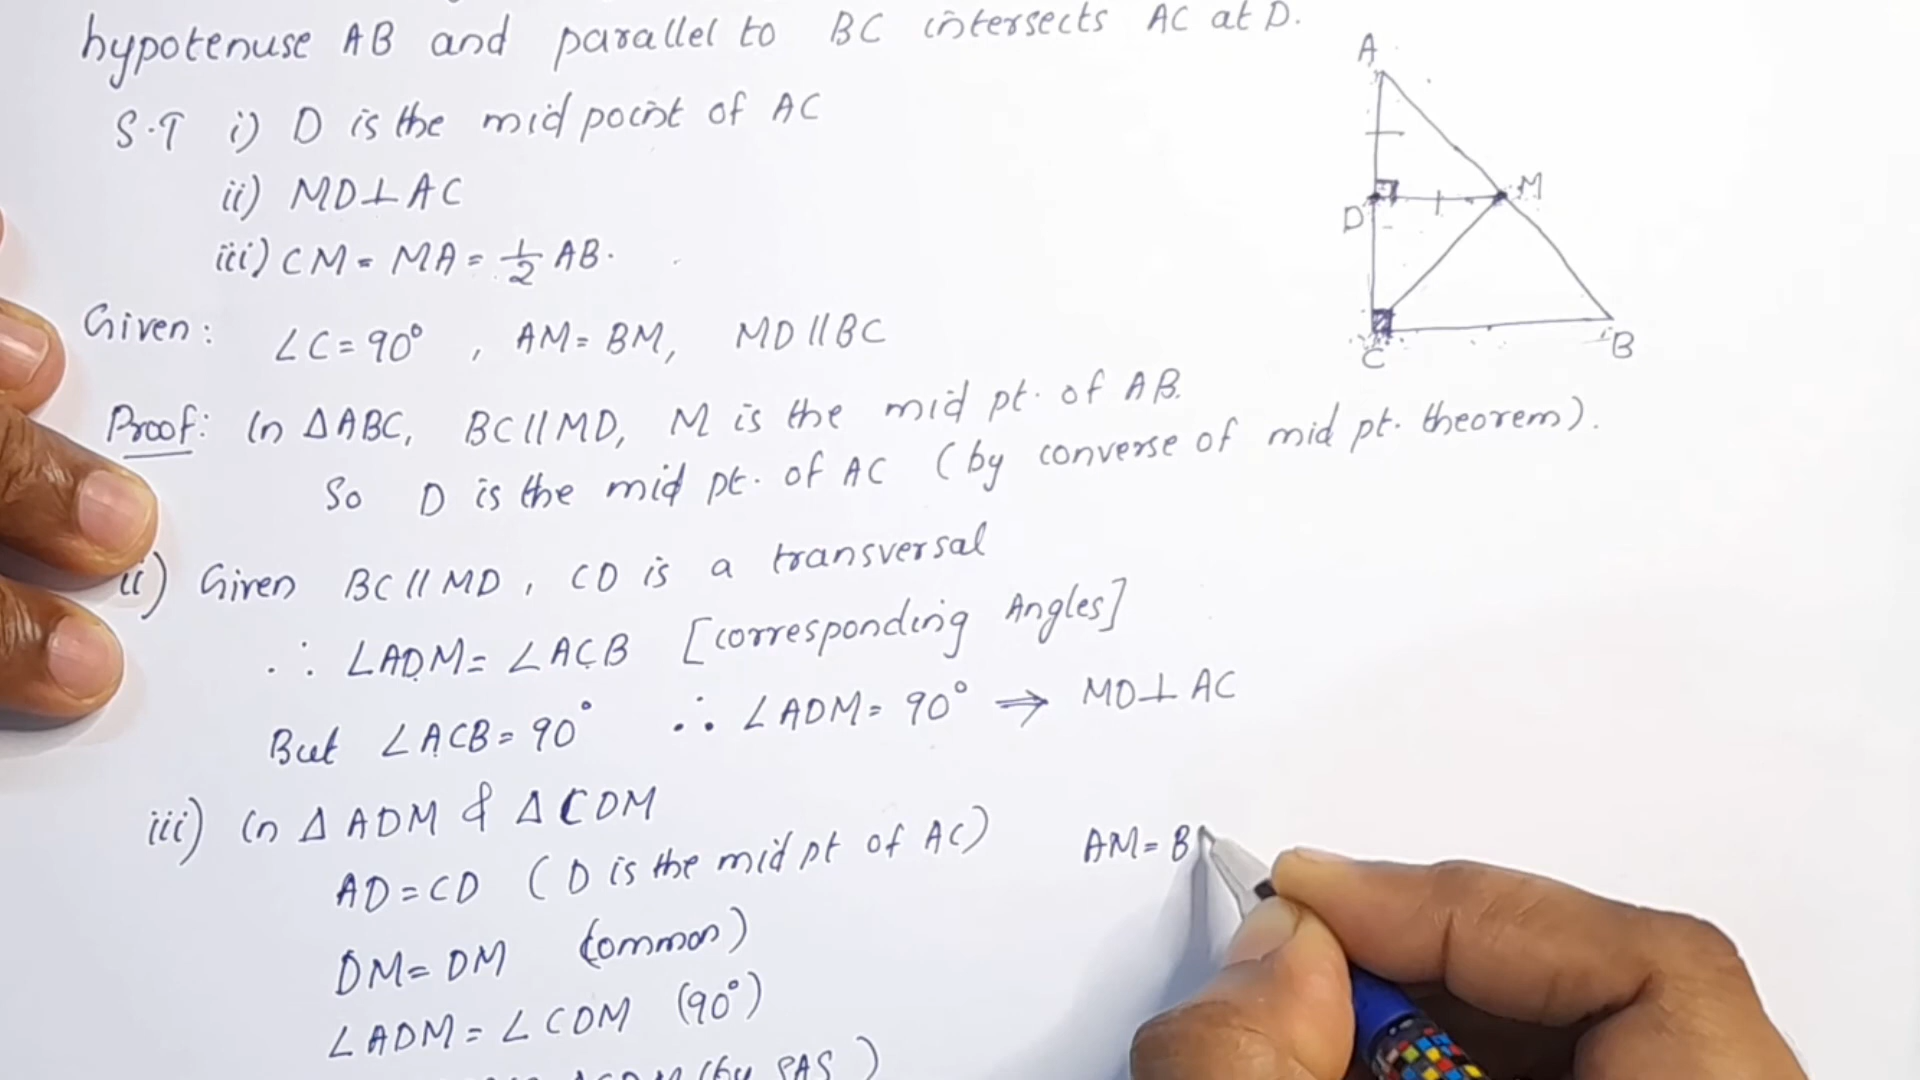 hypotenuse AB and parallel to BC intersects AC at D.
S.T i) D is the mid point of AC
ii) MD⊥AC
iii) CM = MA = 1/2 AB.
Given: ∠C = 90°, AM = BM, MD//BC
Proof: In ΔABC, BC//MD, M is the mid pt. of AB.
So D is the mid pt. of AC (by converse of mid pt. theorem).
ii) Given BC//MD, CD is a transversal
∴ ∠ADM = ∠ACB [corresponding Angles]
But ∠ACB = 90° ∴ ∠ADM = 90° ⇒ MD⊥AC
iii) In Δ ADM & Δ CDM
AD = CD (D is the mid pt of AC)
DM = DM (common)
∠ADM = ∠CDM (90°)
(by SAS)
AM = B
A
M
D
C
B